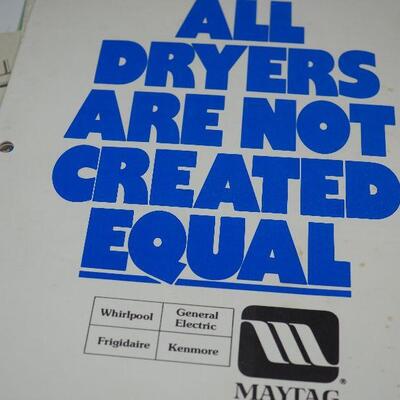 ALL
DRYERS
ARE NOT
CREATED
EQUAL
Whirlpool
General
Electric
Frigidaire
Kenmore
MAYTAG
®